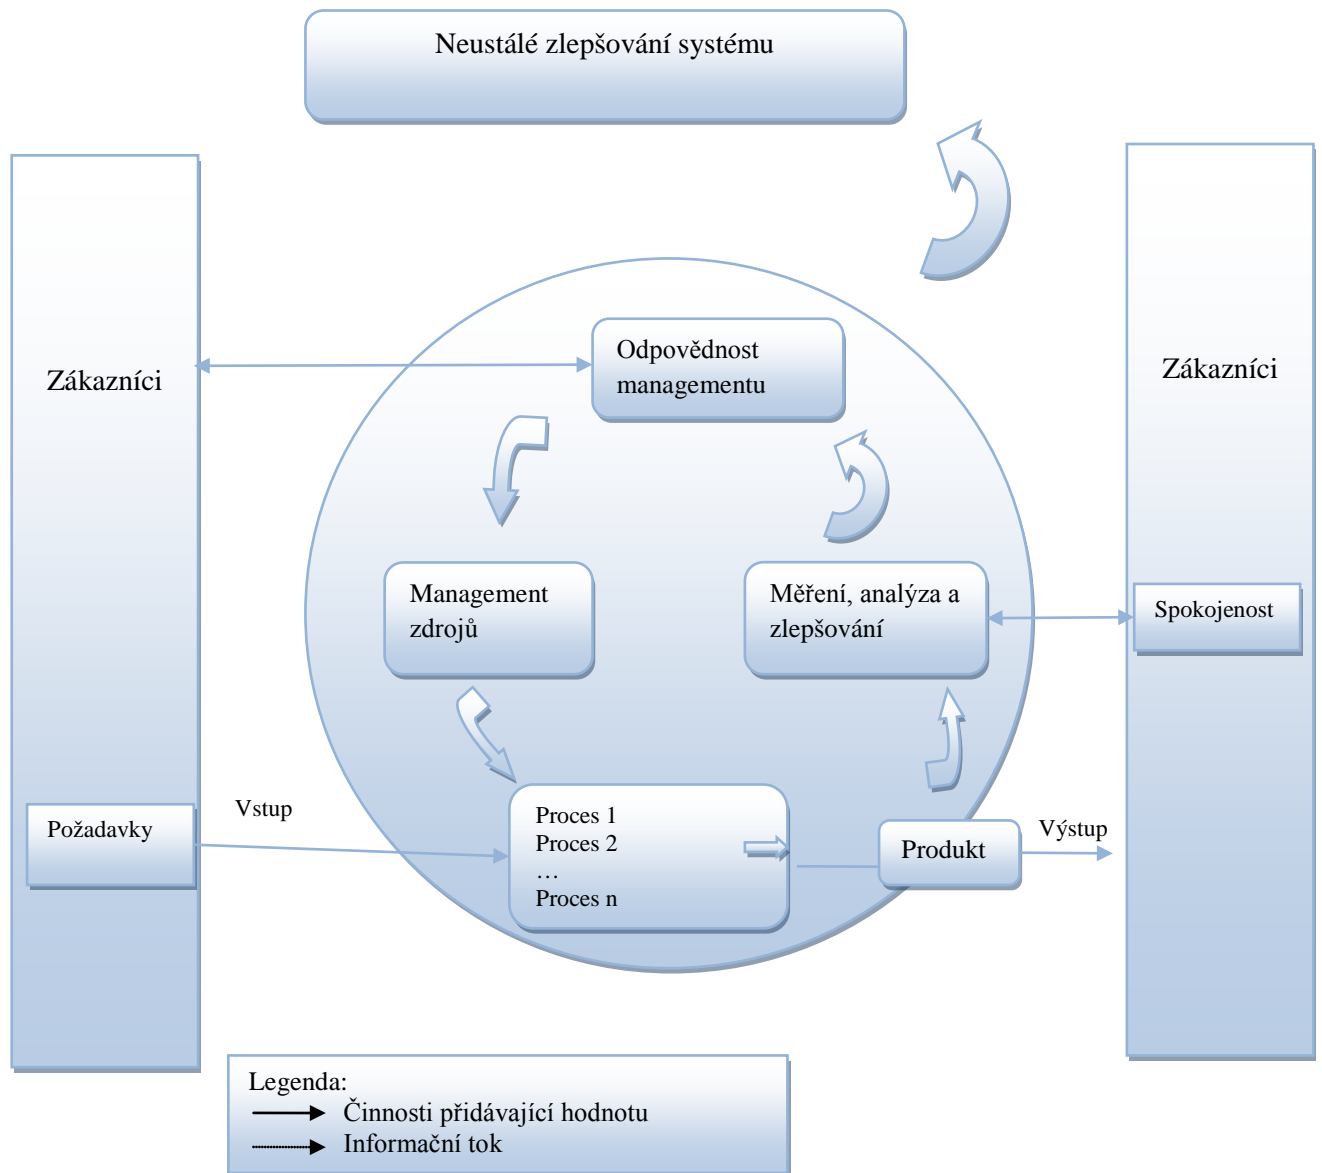 Neustálé zlepšování systému
Zákazníci
Zákazníci
Odpovědnost
managementu
Management
zdrojů
Měření, analýza a
zlepšování
Spokojenost
Požadavky
Vstup
Proces 1
Proces 2
…
Proces n
Produkt
Výstup
Legenda:
Činnosti přidávající hodnotu
Informační tok